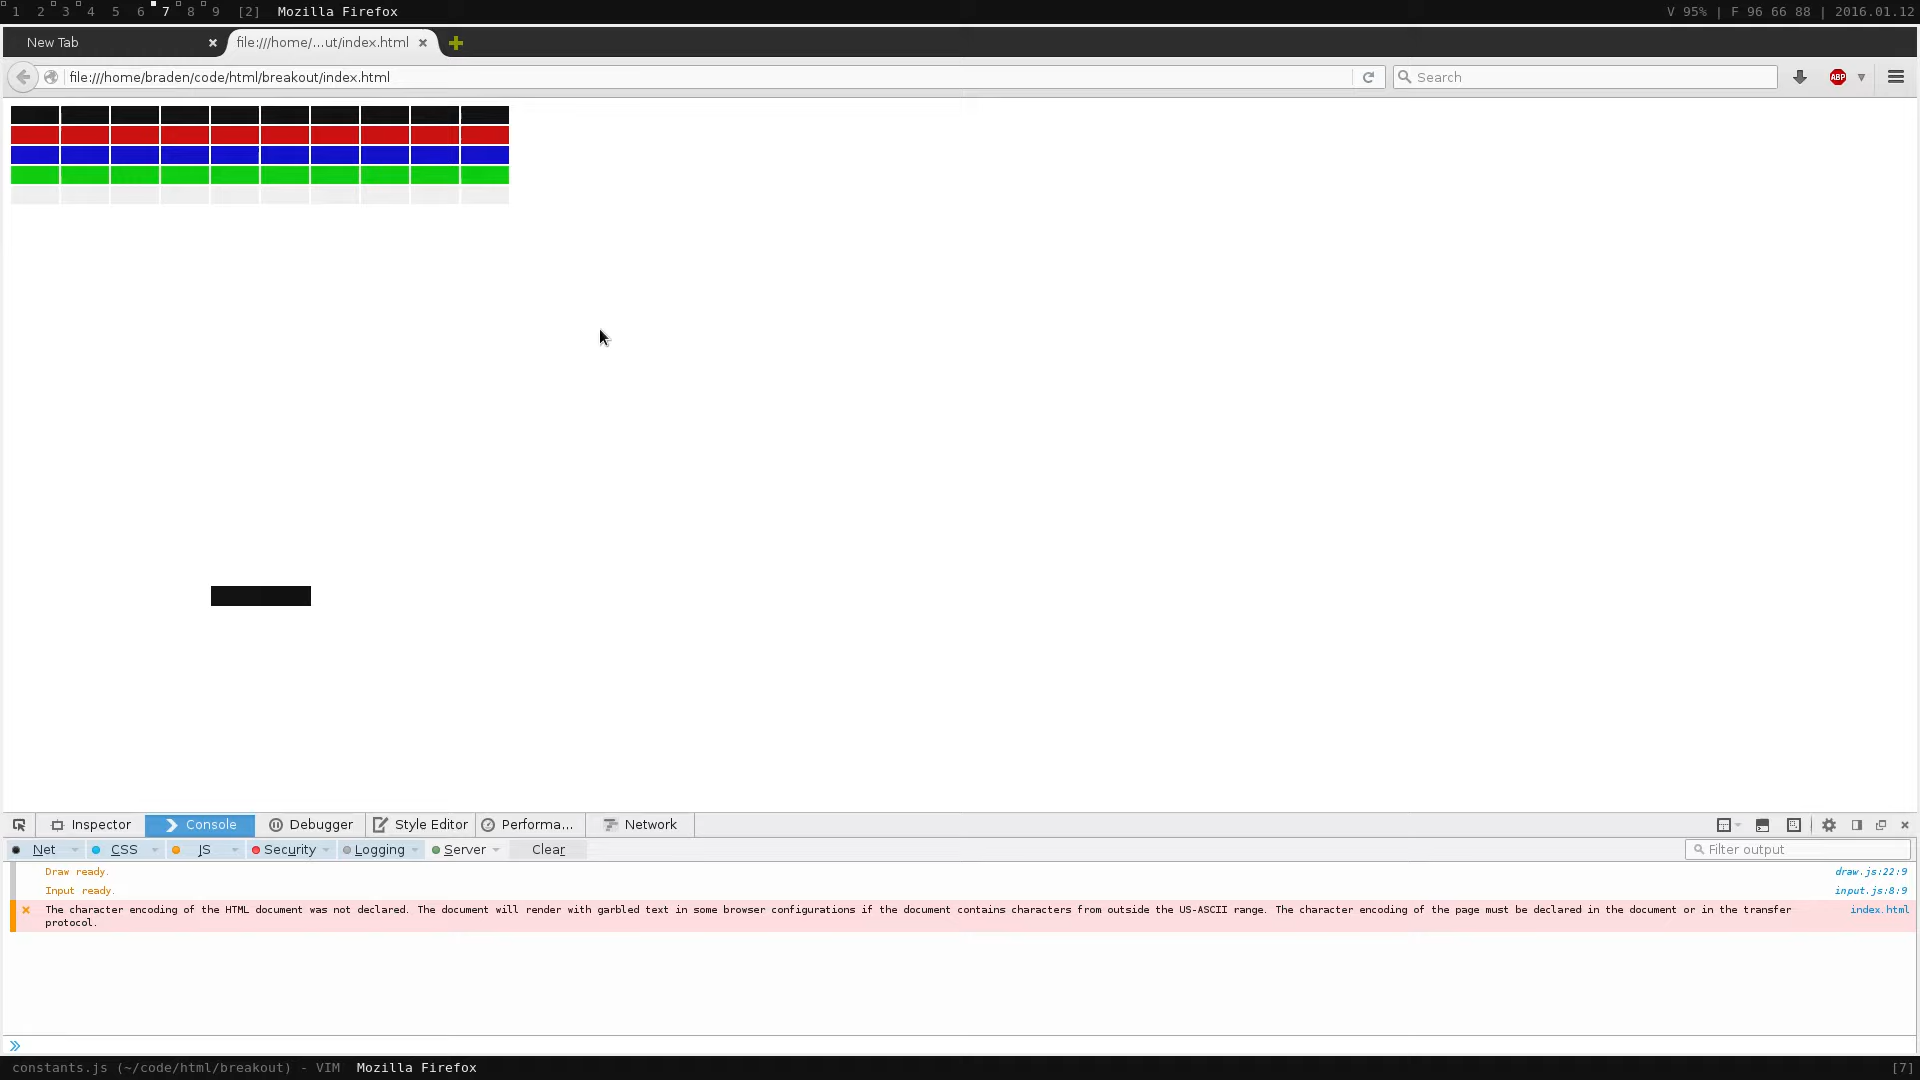 1 2 3 4 5 6 7 8 9 [2] Mozilla Firefox V 95% | F 96 66 88 | 2016.01.12
New Tab file:///home/...ut/index.html
file:///home/braden/code/html/breakout/index.html Search ABP
Inspector Console Debugger Style Editor Performa... Network
Net CSS JS Security Logging Server Clear Filter output
Draw ready. draw.js:22:9
Input ready. input.js:8:9
The character encoding of the HTML document was not declared. The document will render with garbled text in some browser configurations if the document contains characters from outside the US-ASCII range. The character encoding of the page must be declared in the document or in the transfer index.html
protocol.
constants.js (~/code/html/breakout) - VIM Mozilla Firefox [7]